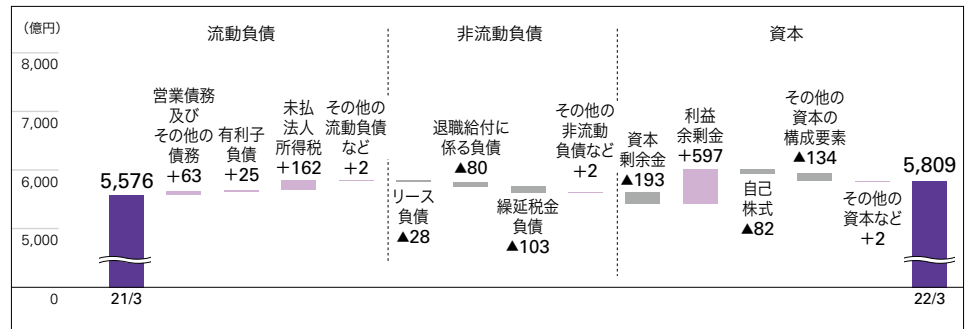 （億円）
流動負債
非流動負債
資本
8,000
7,000
6,000
5,000
0
5,576
21/3
営業債務
及び
その他の
債務
+63
有利子
負債
+25
未払
法人
所得税
+162
その他の
流動負債
など
+2
リース
負債
▲28
退職給付に
係る負債
▲80
繰延税金
負債
▲103
その他の
非流動
負債など
+2
資本
剰余金
▲193
利益
余剰金
+597
自己
株式
▲82
その他の
資本の
構成要素
▲134
その他の
資本など
+2
5,809
22/3